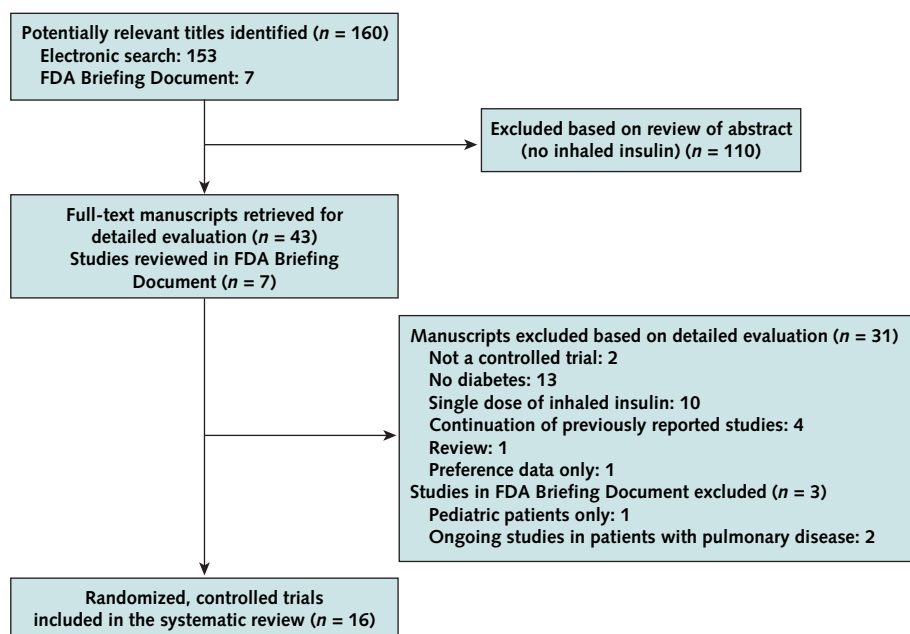 Potentially relevant titles identified (n = 160)
Electronic search: 153
FDA Briefing Document: 7
Excluded based on review of abstract
(no inhaled insulin) (n = 110)
Full-text manuscripts retrieved for
detailed evaluation (n = 43)
Studies reviewed in FDA Briefing
Document (n = 7)
Manuscripts excluded based on detailed evaluation (n = 31)
Not a controlled trial: 2
No diabetes: 13
Single dose of inhaled insulin: 10
Continuation of previously reported studies: 4
Review: 1
Preference data only: 1
Studies in FDA Briefing Document excluded (n = 3)
Pediatric patients only: 1
Ongoing studies in patients with pulmonary disease: 2
Randomized, controlled trials
included in the systematic review (n = 16)